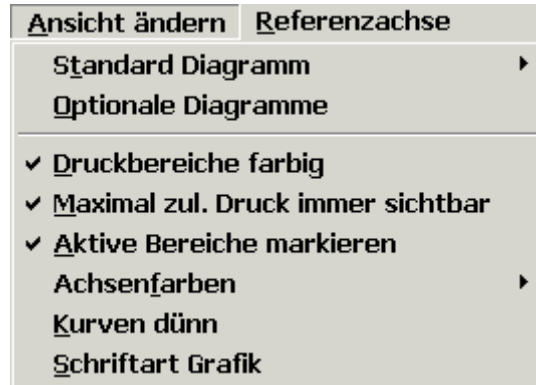 Ansicht ändern Referenzachse
Standard Diagramm
Optionale Diagramme
Druckbereiche farbig
Maximal zul. Druck immer sichtbar
Aktive Bereiche markieren
Achsenfarben
Kurven dünn
Schriftart Grafik